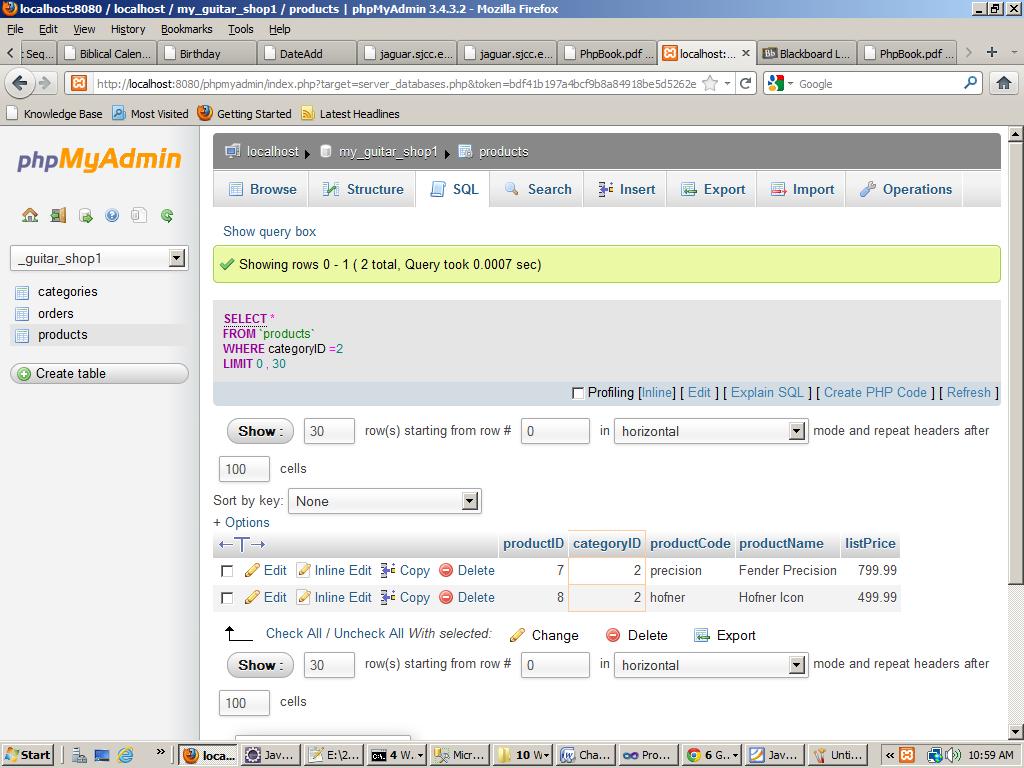 localhost:8080 / localhost / my_guitar_shop1 / products | phpMyAdmin 3.4.3.2 - Mozilla Firefox
File Edit View History Bookmarks Tools Help
: Seq... Biblical Calen... Birthday DateAdd jaguar.sjcc.e... jaguar.sjcc.e... PhpBook.pdf ... localhost:... Blackboard L... PhpBook.pdf ...
http://localhost:8080/phpmyadmin/index.php?target=server_databases.php&token=bdf41b197a4bcf9b8a84918be5d5262e Google
Knowledge Base Most Visited Getting Started Latest Headlines
phpMyAdmin
_guitar_shop1
categories
orders
products
Create table
localhost my_guitar_shop1 products
Browse Structure SQL Search Insert Export Import Operations
Show query box
Showing rows 0 - 1 ( 2 total, Query took 0.0007 sec)
SELECT *
FROM `products`
WHERE categoryID =2
LIMIT 0 , 30
Profiling [Inline] [ Edit ] [ Explain SQL ] [ Create PHP Code ] [ Refresh ]
Show : 30 row(s) starting from row # 0 in horizontal mode and repeat headers after
100 cells
Sort by key: None
+ Options
←T→ productID categoryID productCode productName listPrice
Edit Inline Edit Copy Delete 7 2 precision Fender Precision 799.99
Edit Inline Edit Copy Delete 8 2 hofner Hofner Icon 499.99
Check All / Uncheck All With selected: Change Delete Export
Show : 30 row(s) starting from row # 0 in horizontal mode and repeat headers after
100 cells
Start » loca... Jav... E:\2... 4 W. Micr... 10 W Cha... Pro... 6 G. Jav... Unti... « 10:59 AM